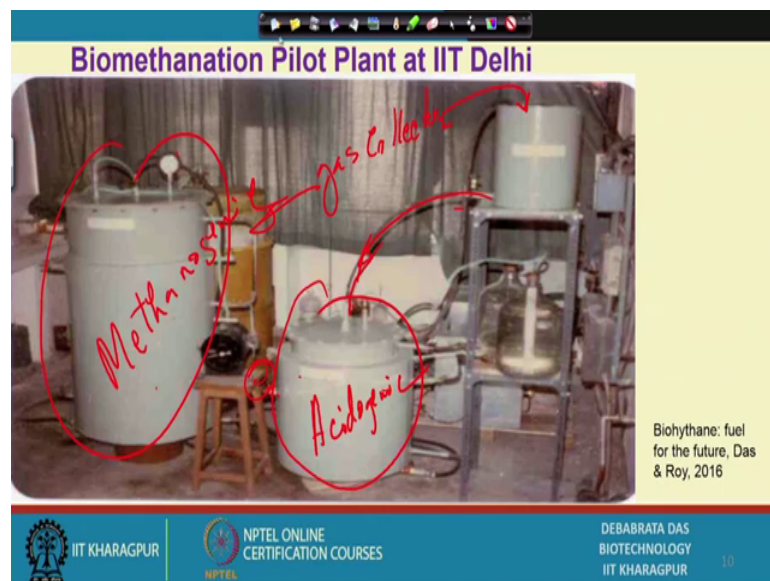 Biomethanation Pilot Plant at IIT Delhi
gas collector
Methanogenic
Acidogenic
Biohythane: fuel
for the future, Das
& Roy, 2016
IIT KHARAGPUR
NPTEL
NPTEL ONLINE
CERTIFICATION COURSES
DEBABRATA DAS
BIOTECHNOLOGY
IIT KHARAGPUR
10